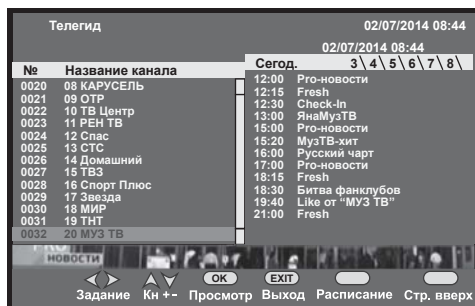 Телегид 02/07/2014 08:44
02/07/2014 08:44
№ Название канала
0020 08 КАРУСЕЛЬ
0021 09 ОТР
0022 10 ТВ Центр
0023 11 РЕН ТВ
0024 12 Спас
0025 13 СТС
0026 14 Домашний
0027 15 ТВ3
0028 16 Спорт Плюс
0029 17 Звезда
0030 18 МИР
0031 19 ТНТ
0032 20 МУЗ ТВ
Сегод. 3\ 4\ 5\ 6\ 7\ 8\
12:00 Pro-новости
12:15 Fresh
12:30 Check-In
13:00 ЯнаМузТВ
15:00 Pro-новости
15:20 МузТВ-хит
16:00 Русский чарт
17:00 Pro-новости
18:15 Fresh
18:30 Битва фанклубов
19:40 Like от “МУЗ ТВ”
21:00 Fresh
PRO
НОВОСТИ
OK EXIT
Задание Кн +- Просмотр Выход Расписание Стр. вверх